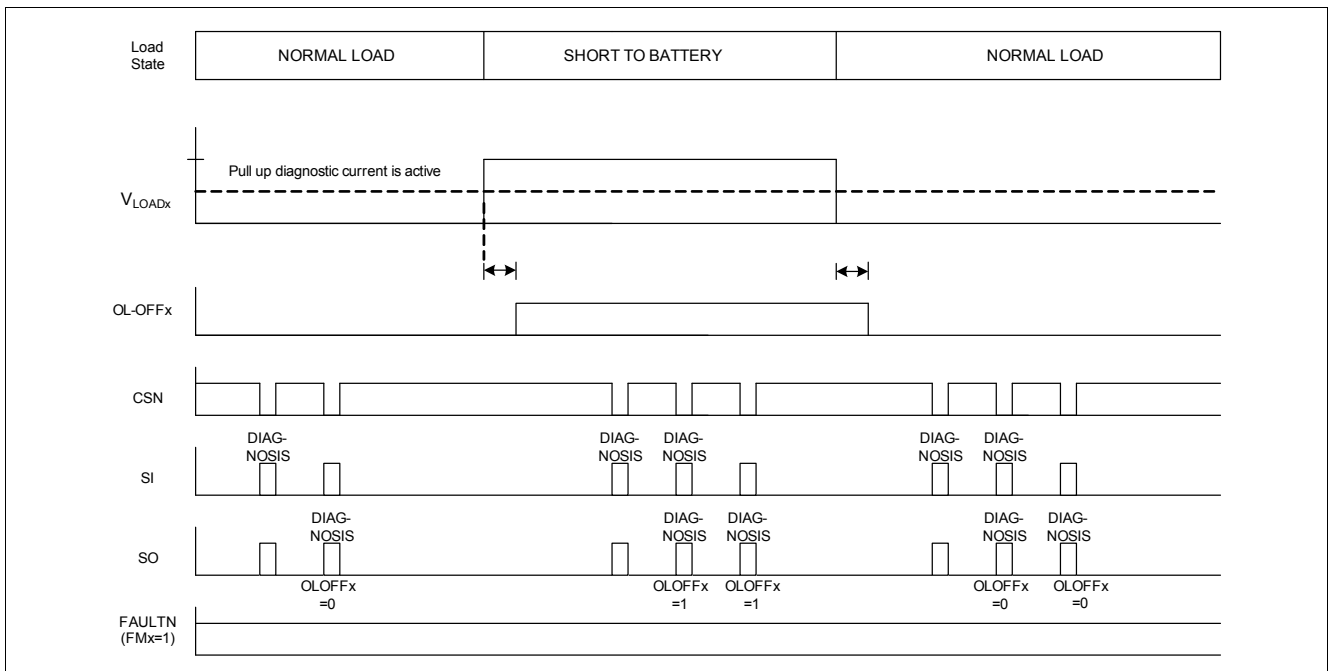 Load
State
NORMAL LOAD
SHORT TO BATTERY
NORMAL LOAD
Pull up diagnostic current is active
VLOADx
OL-OFFx
CSN
DIAG-
NOSIS
DIAG-
NOSIS
DIAG-
NOSIS
DIAG-
NOSIS
DIAG-
NOSIS
SI
DIAG-
NOSIS
DIAG-
NOSIS
DIAG-
NOSIS
DIAG-
NOSIS
DIAG-
NOSIS
SO
OLOFFx
=0
OLOFFx
=1
OLOFFx
=1
OLOFFx
=0
OLOFFx
=0
FAULTN
(FMx=1)